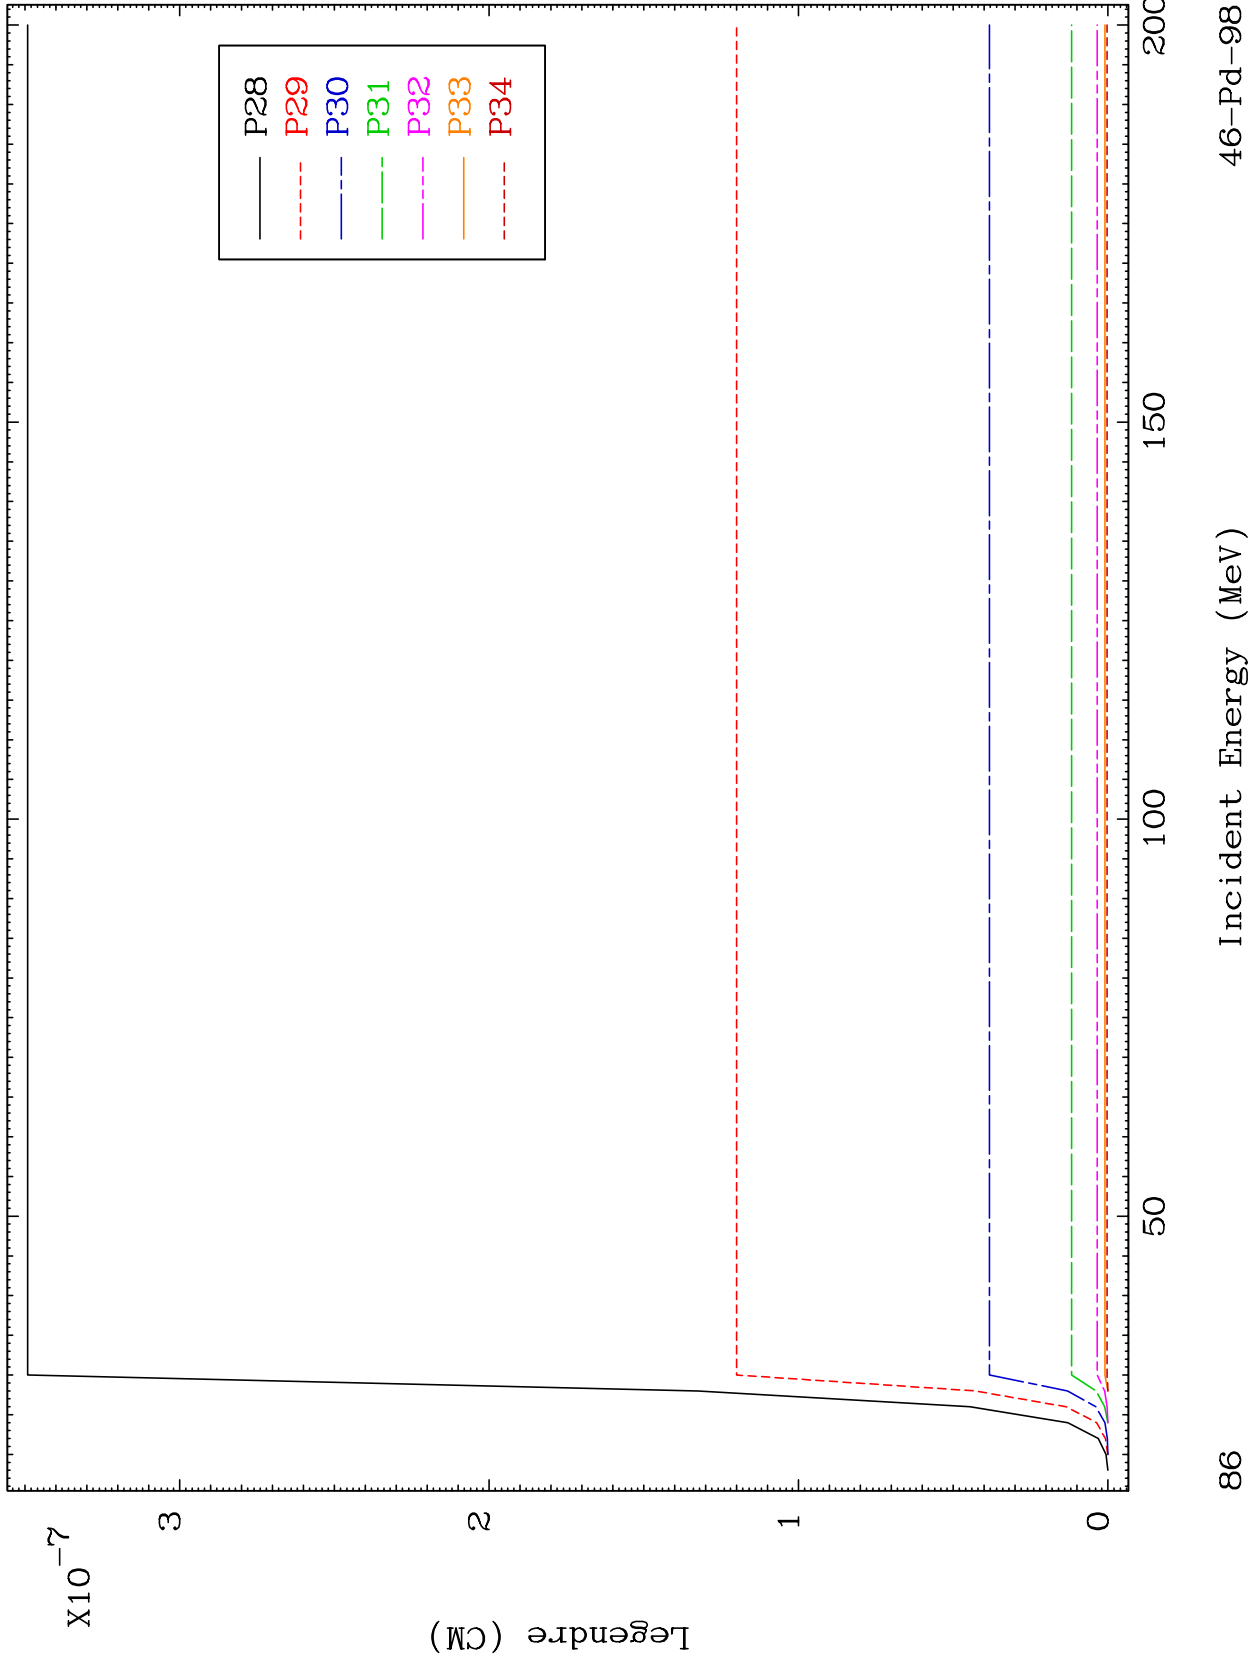 X10-7
3
2
1
0
Legendre (CM)
P28
P29
P30
P31
P32
P33
P34
50
100
150
200
Incident Energy (MeV)
86
46-Pd-98